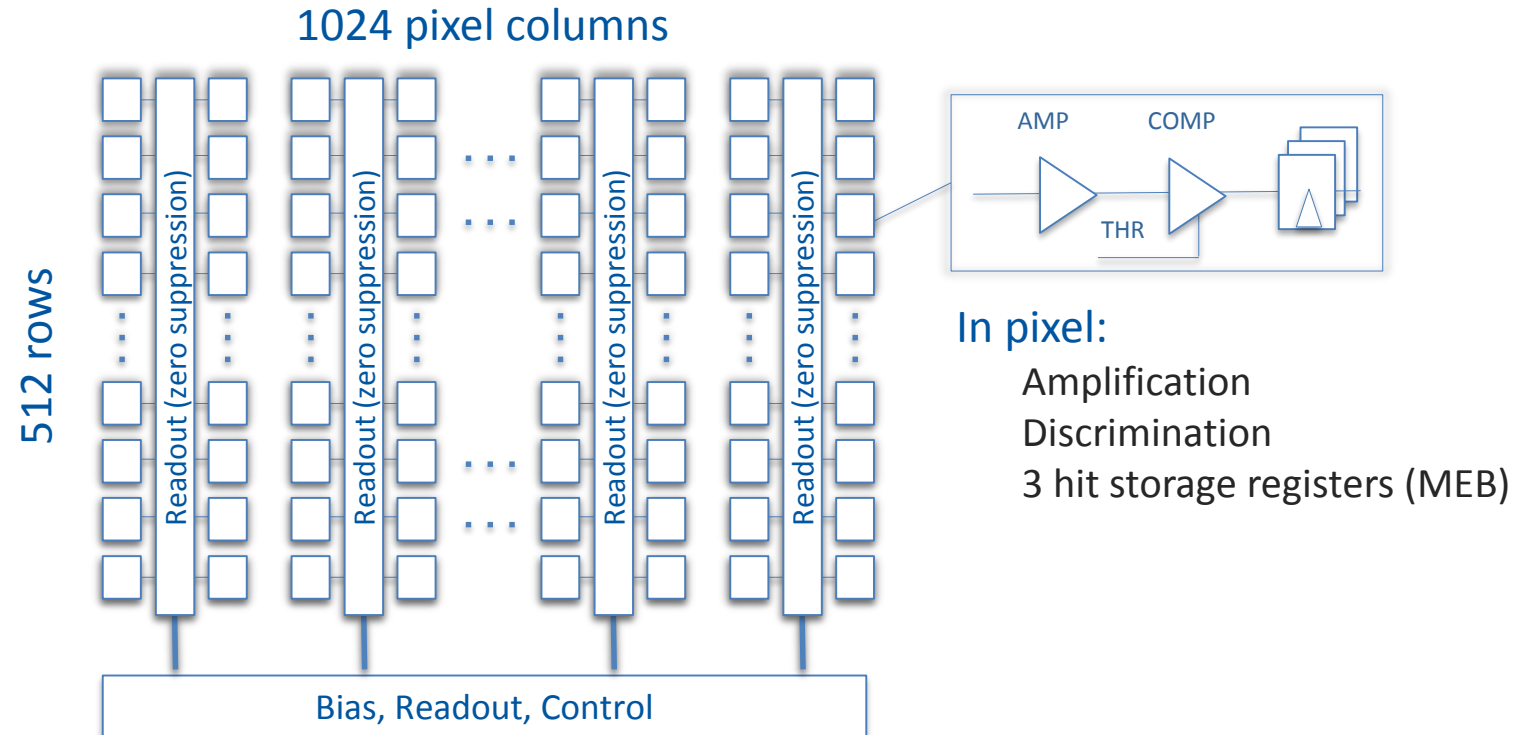 1024 pixel columns
512 rows
Readout (zero suppression)
Readout (zero suppression)
Readout (zero suppression)
Readout (zero suppression)
AMP COMP
THR
In pixel:
Amplification
Discrimination
3 hit storage registers (MEB)
Bias, Readout, Control